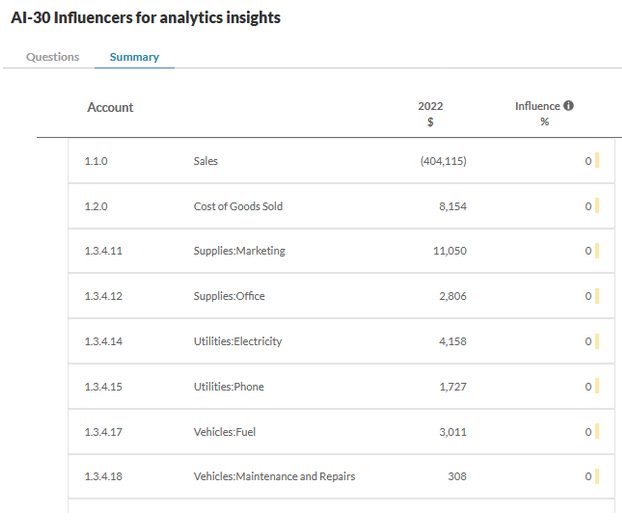 AI-30 Influencers for analytics insights
Questions Summary
Account 2022 $ Influence %
1.1.0 Sales (404,115) 0
1.2.0 Cost of Goods Sold 8,154 0
1.3.4.11 Supplies:Marketing 11,050 0
1.3.4.12 Supplies:Office 2,806 0
1.3.4.14 Utilities:Electricity 4,158 0
1.3.4.15 Utilities:Phone 1,727 0
1.3.4.17 Vehicles:Fuel 3,011 0
1.3.4.18 Vehicles:Maintenance and Repairs 308 0